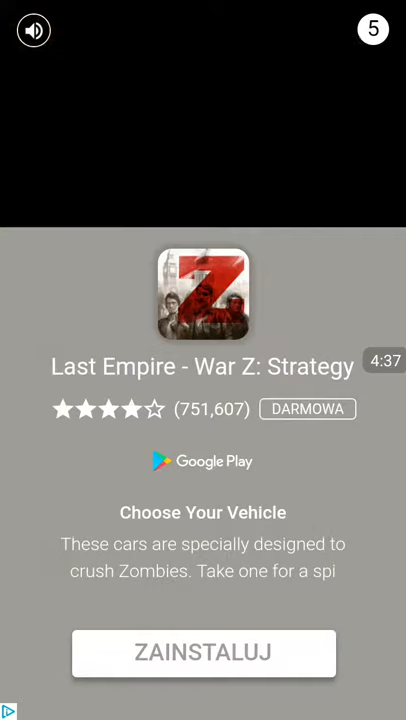 5
Z
Last Empire - War Z: Strategy
4:37
(751,607) DARMOWA
Google Play
Choose Your Vehicle
These cars are specially designed to
crush Zombies. Take one for a spi
ZAINSTALUJ